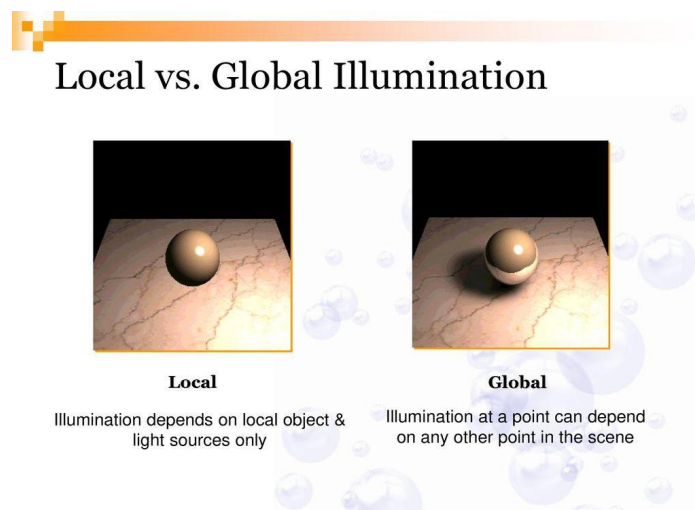 Local vs. Global Illumination
Local
Illumination depends on local object &
light sources only
Global
Illumination at a point can depend
on any other point in the scene